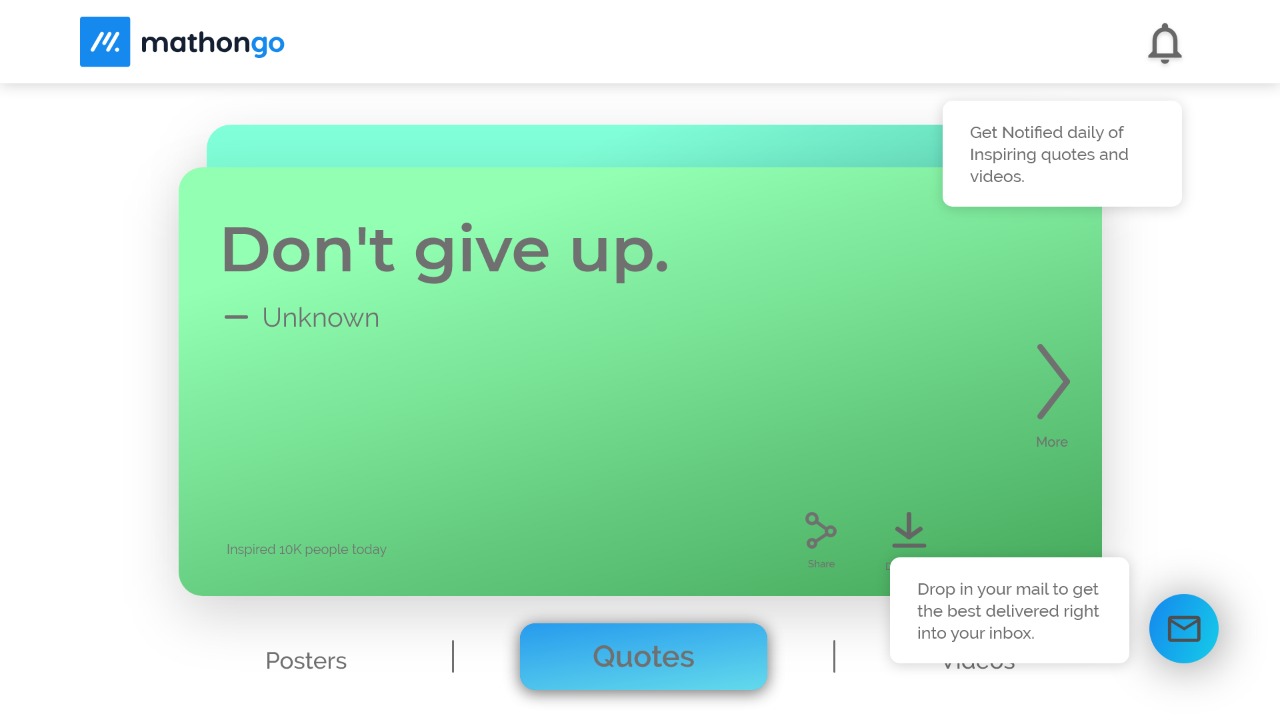 mathongo
Get Notified daily of
Inspiring quotes and
videos.
Don't give up.
— Unknown
More
Inspired 10K people today
Share
Drop in your mail to get
the best delivered right
into your inbox.
Posters
Quotes
Videos